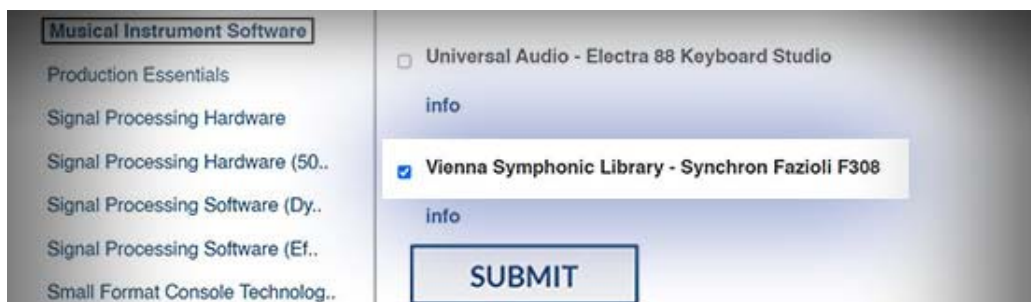 Musical Instrument Software
Production Essentials
Signal Processing Hardware
Signal Processing Hardware (50..
Signal Processing Software (Dy..
Signal Processing Software (Ef..
Small Format Console Technolog..
Universal Audio - Electra 88 Keyboard Studio
info
Vienna Symphonic Library - Synchron Fazioli F308
info
SUBMIT